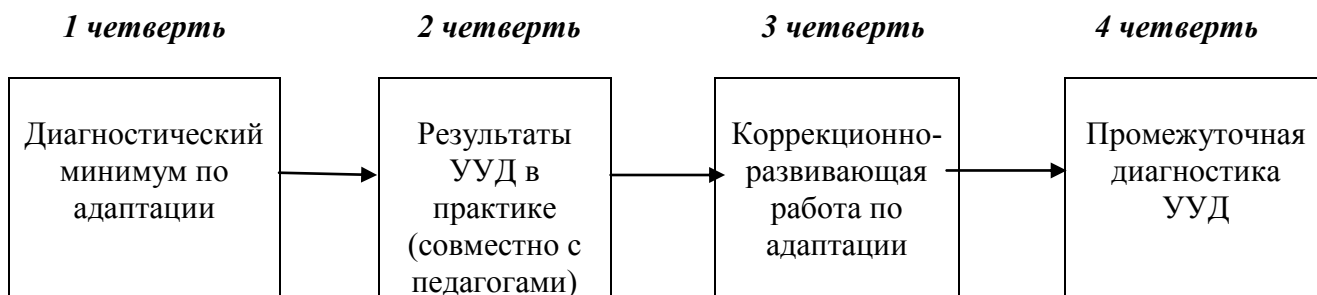 1 четверть 2 четверть 3 четверть 4 четверть
Диагностический
минимум по
адаптации
Результаты
УУД в
практике
(совместно с
педагогами)
Коррекционно-
развивающая
работа по
адаптации
Промежуточная
диагностика
УУД